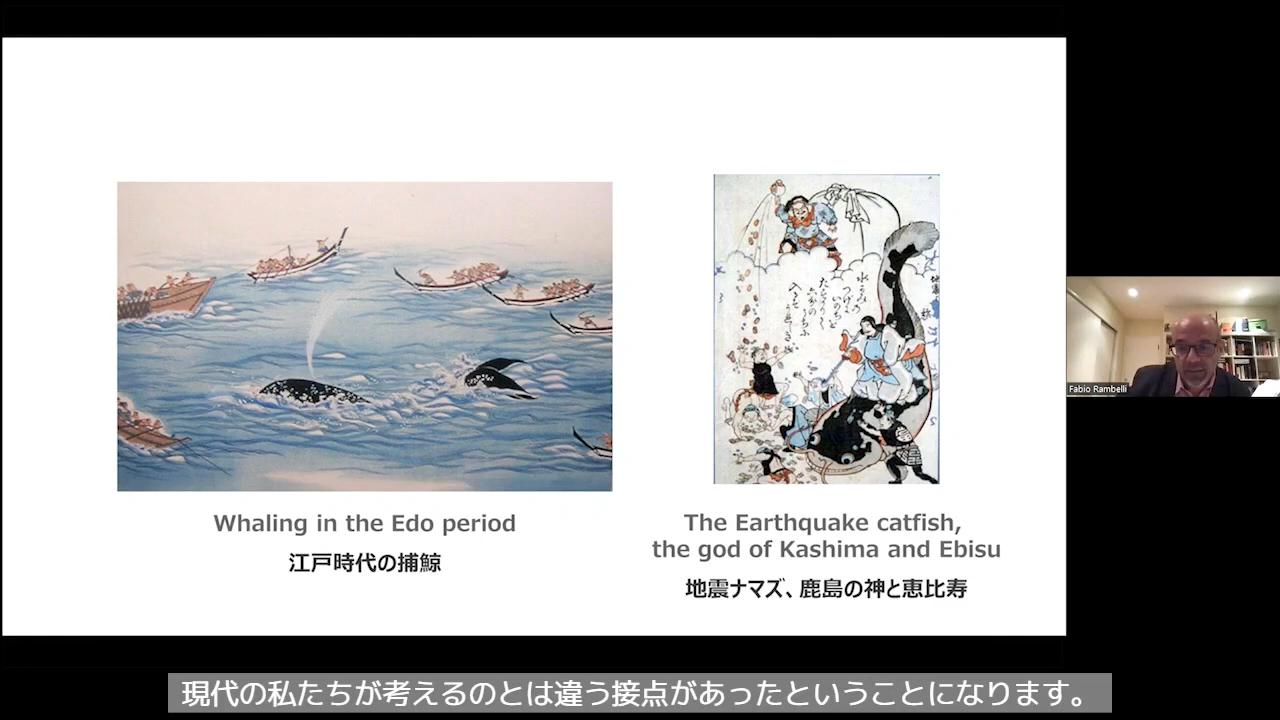 Whaling in the Edo period
江戸時代の捕鯨
The Earthquake catfish,
the god of Kashima and Ebisu
地震ナマズ、鹿島の神と恵比寿
Fabio Rambelli
現代の私たちが考えるのとは違う接点があったということになります。